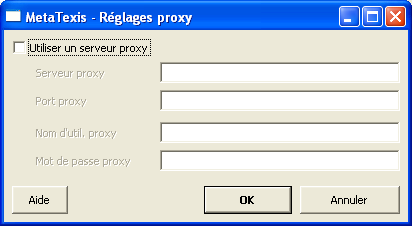 MetaTexis - Réglages proxy
Utiliser un serveur proxy
Serveur proxy
Port proxy
Nom d'util. proxy
Mot de passe proxy
Aide
OK
Annuler